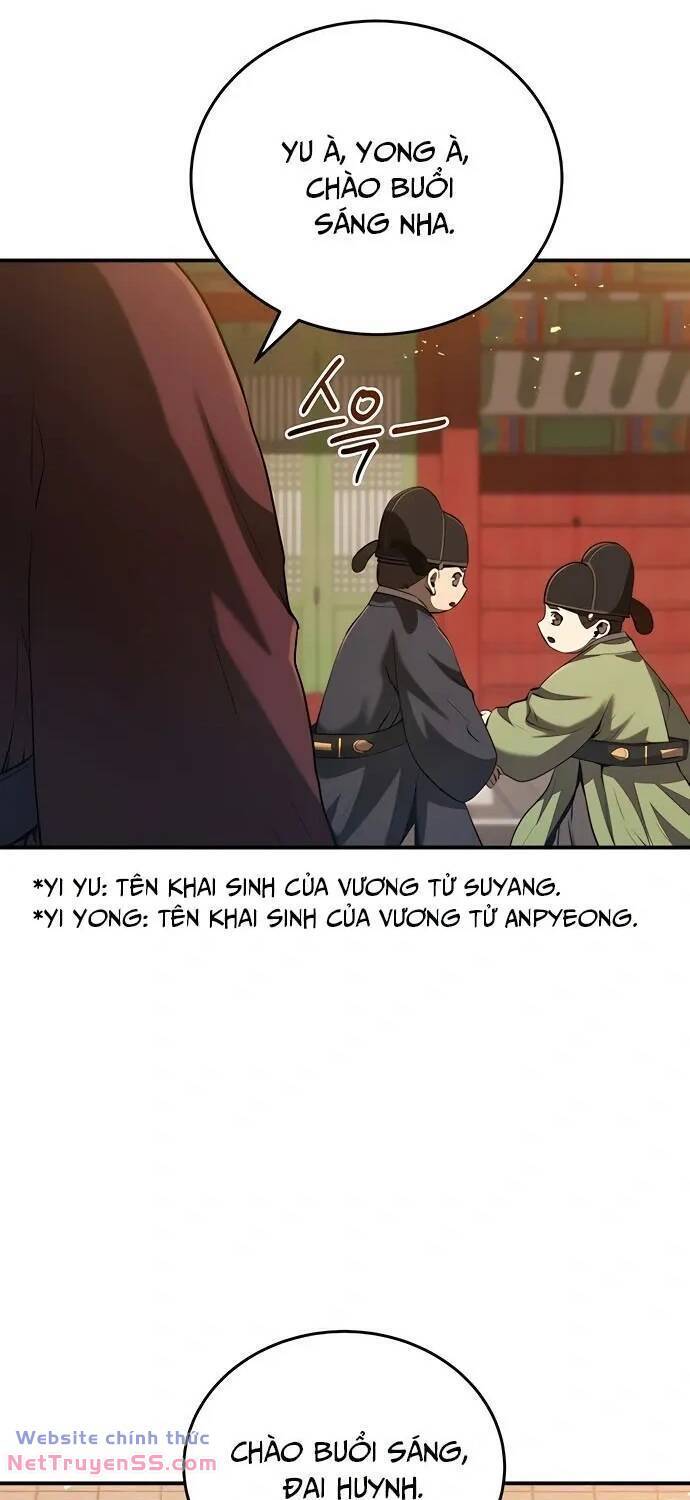 YU À, YONG À,
CHÀO BUỔI
SÁNG NHA.
스윽
*YI YU: TÊN KHAI SINH CỦA VƯƠNG TỬ SUYANG.
*YI YONG: TÊN KHAI SINH CỦA VƯƠNG TỬ ANPYEONG.
CHÀO BUỔI SÁNG,
ĐẠI HUYNH.
Website chính thức
NetTruyenSS.com